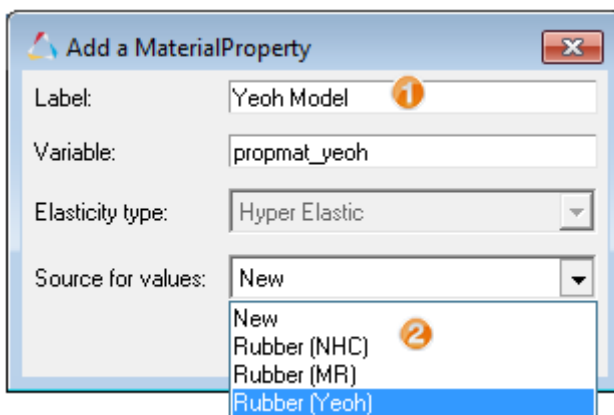 Add a MaterialProperty
Label: Yeoh Model 1
Variable: propmat_yeoh
Elasticity type: Hyper Elastic
Source for values: New
New
Rubber (NHC) 2
Rubber (MR)
Rubber (Yeoh)